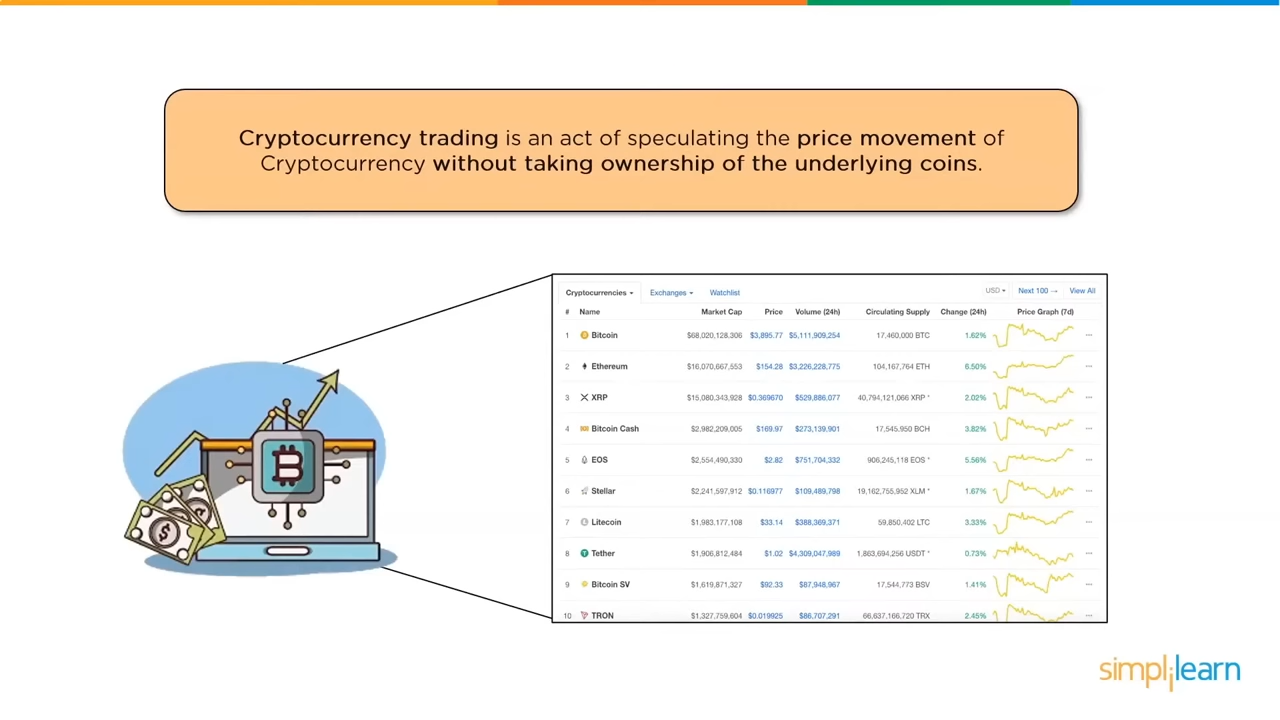 Cryptocurrency trading is an act of speculating the price movement of
Cryptocurrency without taking ownership of the underlying coins.
Cryptocurrencies Exchanges Watchlist USD Next 100 → View All
# Name Market Cap Price Volume (24h) Circulating Supply Change (24h) Price Graph (7d)
1 Bitcoin $68,020,128,306 $3,895.77 $5,111,909,254 17,460,000 BTC 1.62%
2 Ethereum $16,070,667,553 $154.28 $3,226,228,775 104,167,764 ETH 6.50%
3 XRP $15,080,343,928 $0.369670 $529,886,077 40,794,121,066 XRP * 2.02%
4 Bitcoin Cash $2,982,209,005 $169.97 $273,139,901 17,545,950 BCH 3.82%
5 EOS $2,554,490,330 $2.82 $751,704,332 906,245,118 EOS * 5.56%
6 Stellar $2,241,597,912 $0.116977 $109,489,798 19,162,755,952 XLM * 1.67%
7 Litecoin $1,983,177,108 $33.14 $388,369,371 59,850,402 LTC 3.33%
8 Tether $1,906,812,484 $1.02 $4,309,047,989 1,863,694,256 USDT * 0.73%
9 Bitcoin SV $1,619,871,327 $92.33 $87,948,967 17,544,773 BSV 1.41%
10 TRON $1,327,759,604 $0.019925 $86,707,291 66,637,166,720 TRX 2.45%
simplilearn